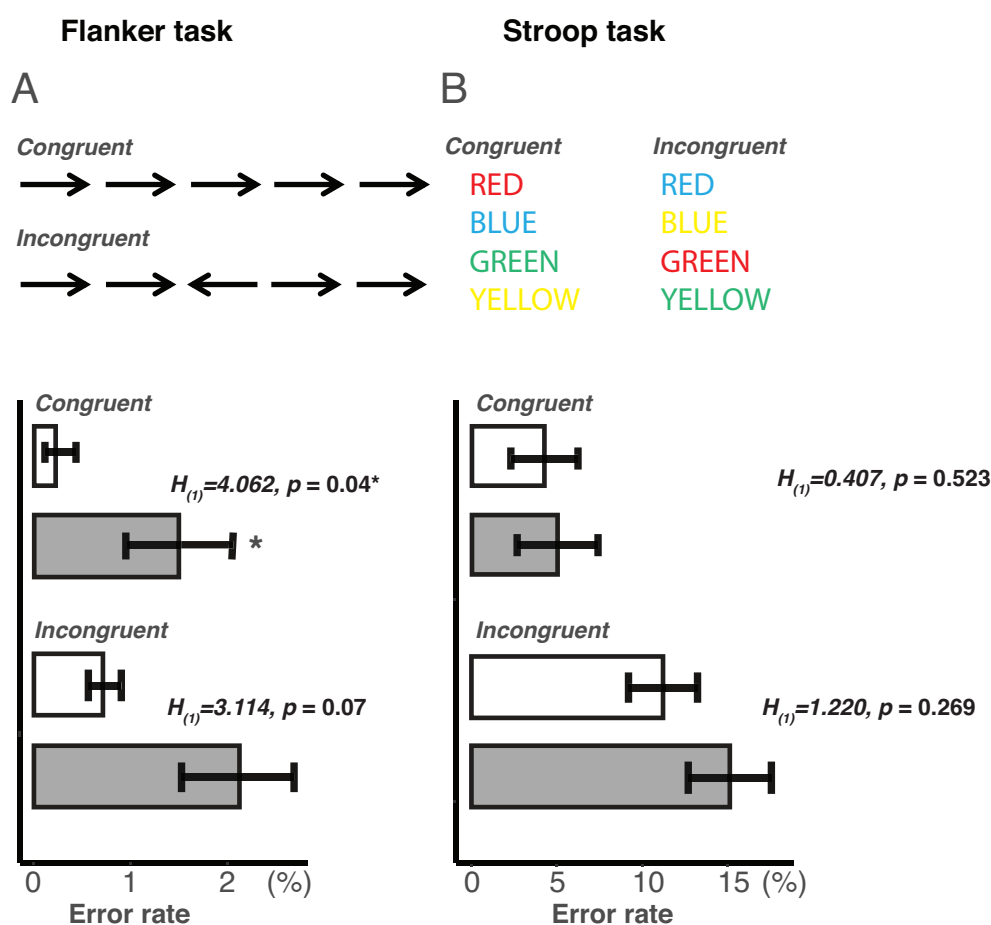 Flanker task
Stroop task
A
B
Congruent
Incongruent
Congruent
Incongruent
RED
BLUE
GREEN
YELLOW
RED
BLUE
GREEN
YELLOW
Congruent
H(1)=4.062, p = 0.04*
*
Incongruent
H(1)=3.114, p = 0.07
0 1 2 (%)
Error rate
Congruent
H(1)=0.407, p = 0.523
Incongruent
H(1)=1.220, p = 0.269
0 5 10 15 (%)
Error rate